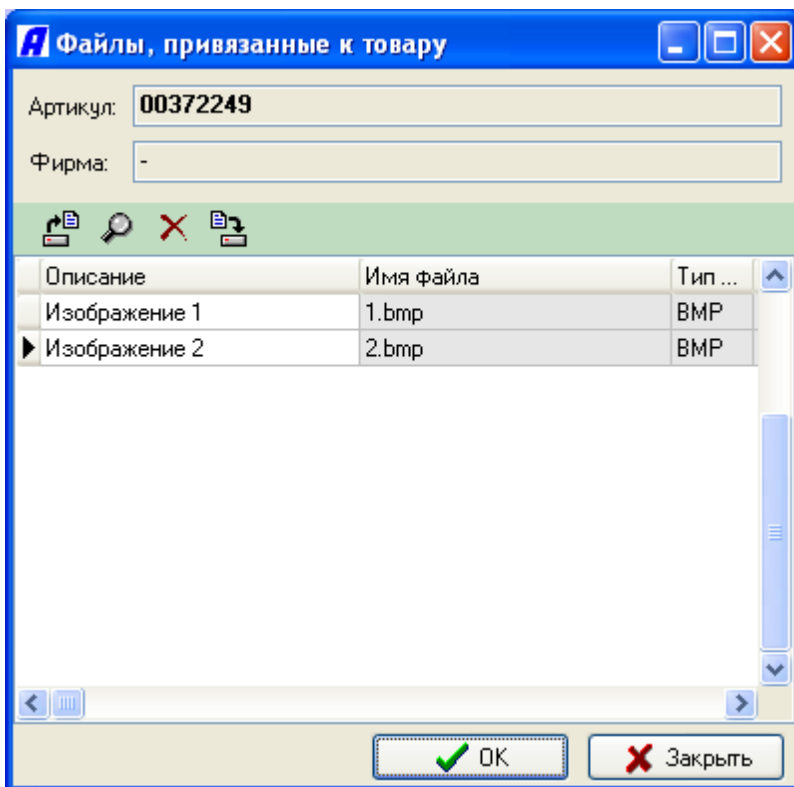 Файлы, привязанные к товару
Артикул: 00372249
Фирма: -
Описание Имя файла Тип ...
Изображение 1 1.bmp BMP
Изображение 2 2.bmp BMP
OK Закрыть